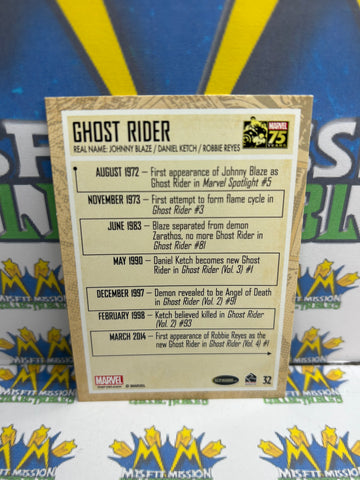 GHOST RIDER
REAL NAME: JOHNNY BLAZE / DANIEL KETCH / ROBBIE REYES
MARVEL
75
AUGUST 1972 – First appearance of Johnny Blaze as
Ghost Rider in Marvel Spotlight #5
NOVEMBER 1973 – First attempt to form flame cycle in
Ghost Rider #3
JUNE 1983 – Blaze separated from demon
Zarathos, no more Ghost Rider in
Ghost Rider #81
MAY 1990 – Daniel Ketch becomes new Ghost
Rider in Ghost Rider (Vol. 3) #1
DECEMBER 1997 – Demon revealed to be Angel of Death
in Ghost Rider (Vol. 2) #91
FEBRUARY 1998 – Ketch believed killed in Ghost Rider
(Vol. 2) #93
MARCH 2014 – First appearance of Robbie Reyes as the
new Ghost Rider in Ghost Rider (Vol. 4) #1
MARVEL
© MARVEL
32
MISFIT MISSION
COLLECTIBLES
MISFIT MISSION